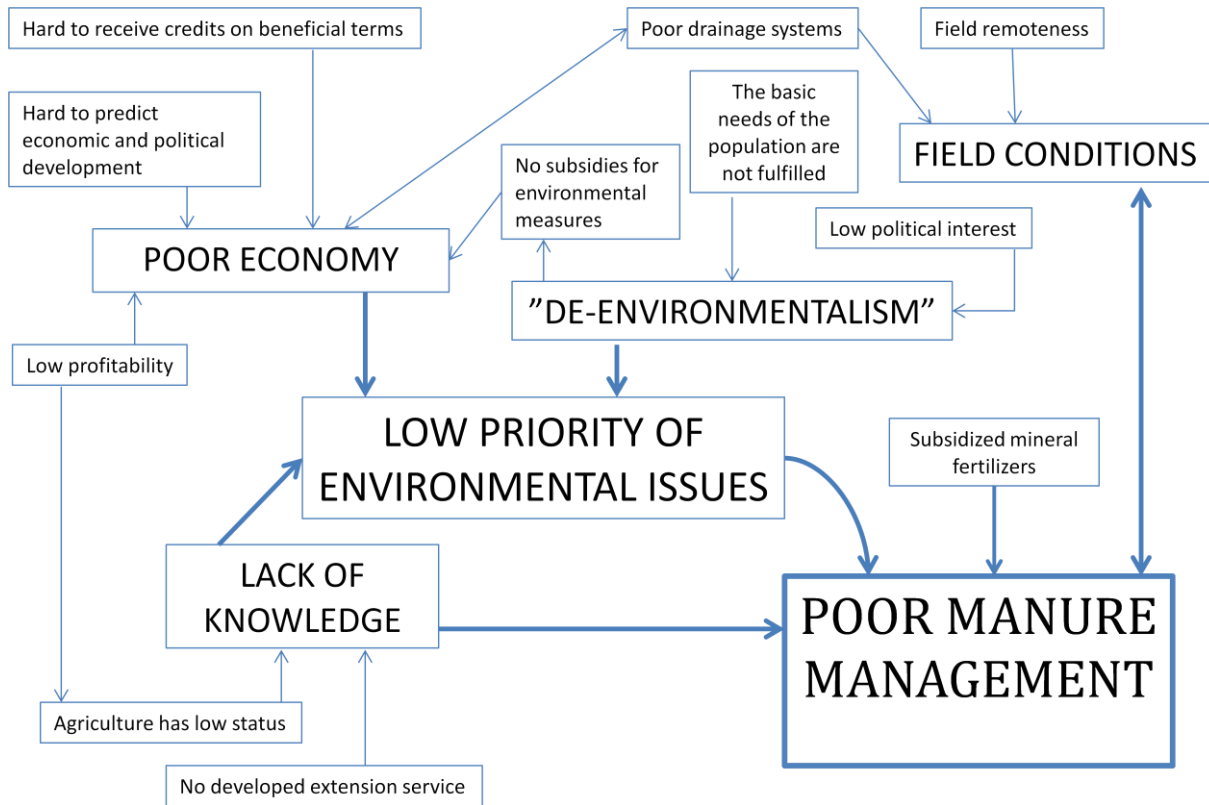 Hard to receive credits on beneficial terms
Poor drainage systems
Field remoteness
Hard to predict
economic and political
development
The basic
needs of the
population are
not fulfilled
FIELD CONDITIONS
No subsidies for
environmental
measures
Low political interest
POOR ECONOMY
”DE-ENVIRONMENTALISM”
Low profitability
LOW PRIORITY OF
ENVIRONMENTAL ISSUES
Subsidized mineral
fertilizers
LACK OF
KNOWLEDGE
POOR MANURE
MANAGEMENT
Agriculture has low status
No developed extension service